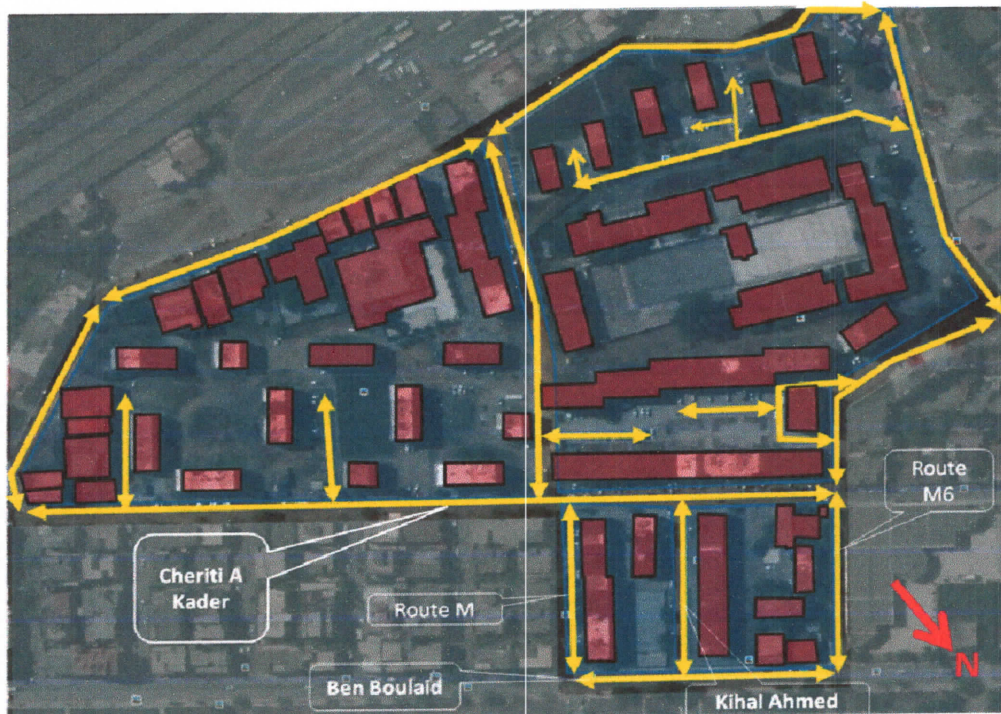 Route
M6
Cheriti A
Kader
Route M
N
Ben Boulaid
Kihal Ahmed